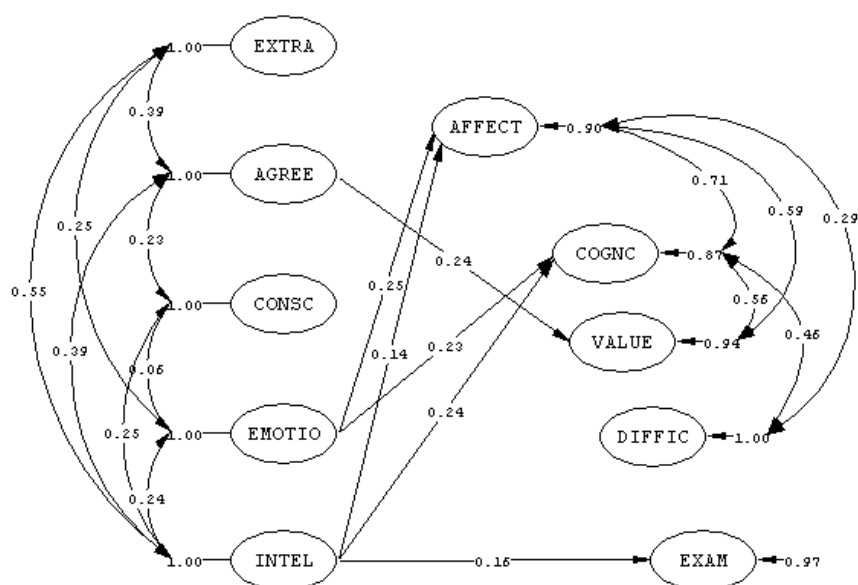 1.00 EXTRA
0.39
AFFECT 0.90
1.00 AGREE
0.71
0.59
0.29
0.25
0.23
COGNC 0.87
0.24
0.25
0.55
1.00 CONSC
0.56
0.45
0.39
0.14
0.23
VALUE 0.94
0.06
0.24
0.25
1.00 EMOTIO
DIFFIC 1.00
0.24
1.00 INTEL
0.15
EXAM 0.97